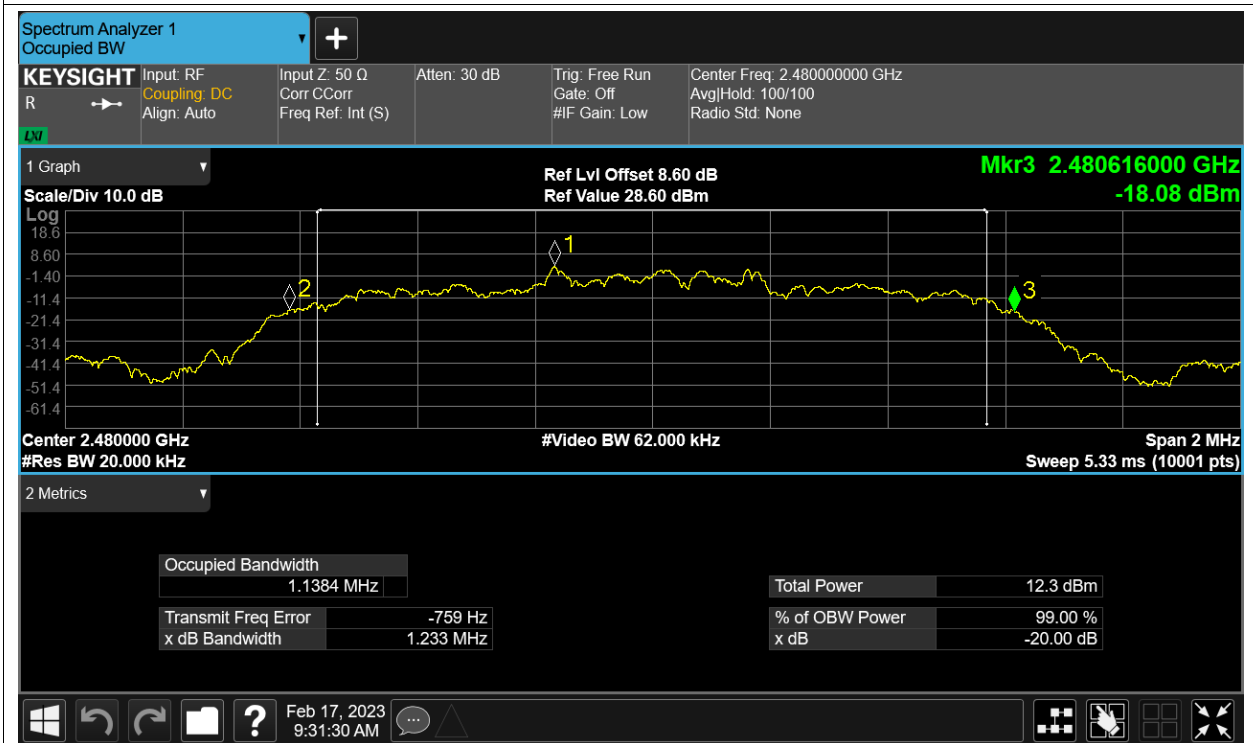 Spectrum Analyzer 1
Occupied BW
KEYSIGHT
R
LXI
Input: RF
Coupling: DC
Align: Auto
Input Z: 50 Ω
Corr CCorr
Freq Ref: Int (S)
Atten: 30 dB
Trig: Free Run
Gate: Off
#IF Gain: Low
Center Freq: 2.480000000 GHz
Avg|Hold: 100/100
Radio Std: None
1 Graph
Scale/Div 10.0 dB
Ref Lvl Offset 8.60 dB
Ref Value 28.60 dBm
Mkr3 2.480616000 GHz
-18.08 dBm
Log
18.6
8.60
-1.40
-11.4
-21.4
-31.4
-41.4
-51.4
-61.4
1
2
3
Center 2.480000 GHz
#Res BW 20.000 kHz
#Video BW 62.000 kHz
Span 2 MHz
Sweep 5.33 ms (10001 pts)
2 Metrics
Occupied Bandwidth
1.1384 MHz
Transmit Freq Error -759 Hz
x dB Bandwidth 1.233 MHz
Total Power 12.3 dBm
% of OBW Power 99.00 %
x dB -20.00 dB
?
Feb 17, 2023
9:31:30 AM